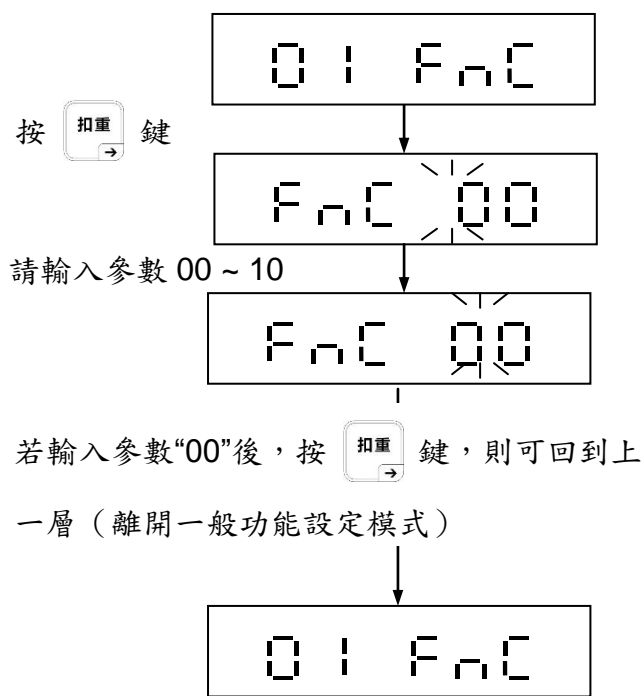 01 FnC
按 扣重 → 鍵
FnC 00
請輸入參數 00 ~ 10
FnC 00
若輸入參數“00”後，按 扣重 → 鍵，則可回到上
一層（離開一般功能設定模式）
01 FnC